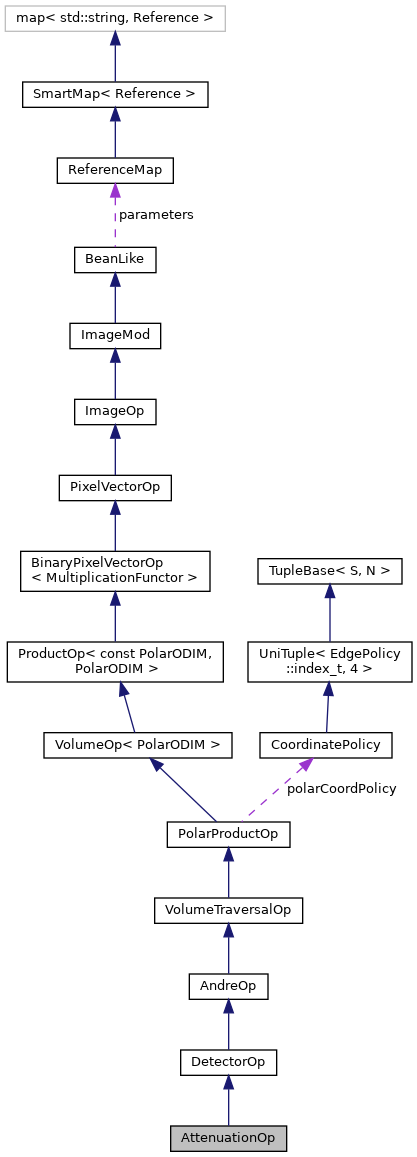 map< std::string, Reference >
SmartMap< Reference >
ReferenceMap
parameters
BeanLike
ImageMod
ImageOp
PixelVectorOp
BinaryPixelVectorOp
< MultiplicationFunctor >
TupleBase< S, N >
ProductOp< const PolarODIM,
PolarODIM >
UniTuple< EdgePolicy
::index_t, 4 >
VolumeOp< PolarODIM >
CoordinatePolicy
polarCoordPolicy
PolarProductOp
VolumeTraversalOp
AndreOp
DetectorOp
AttenuationOp